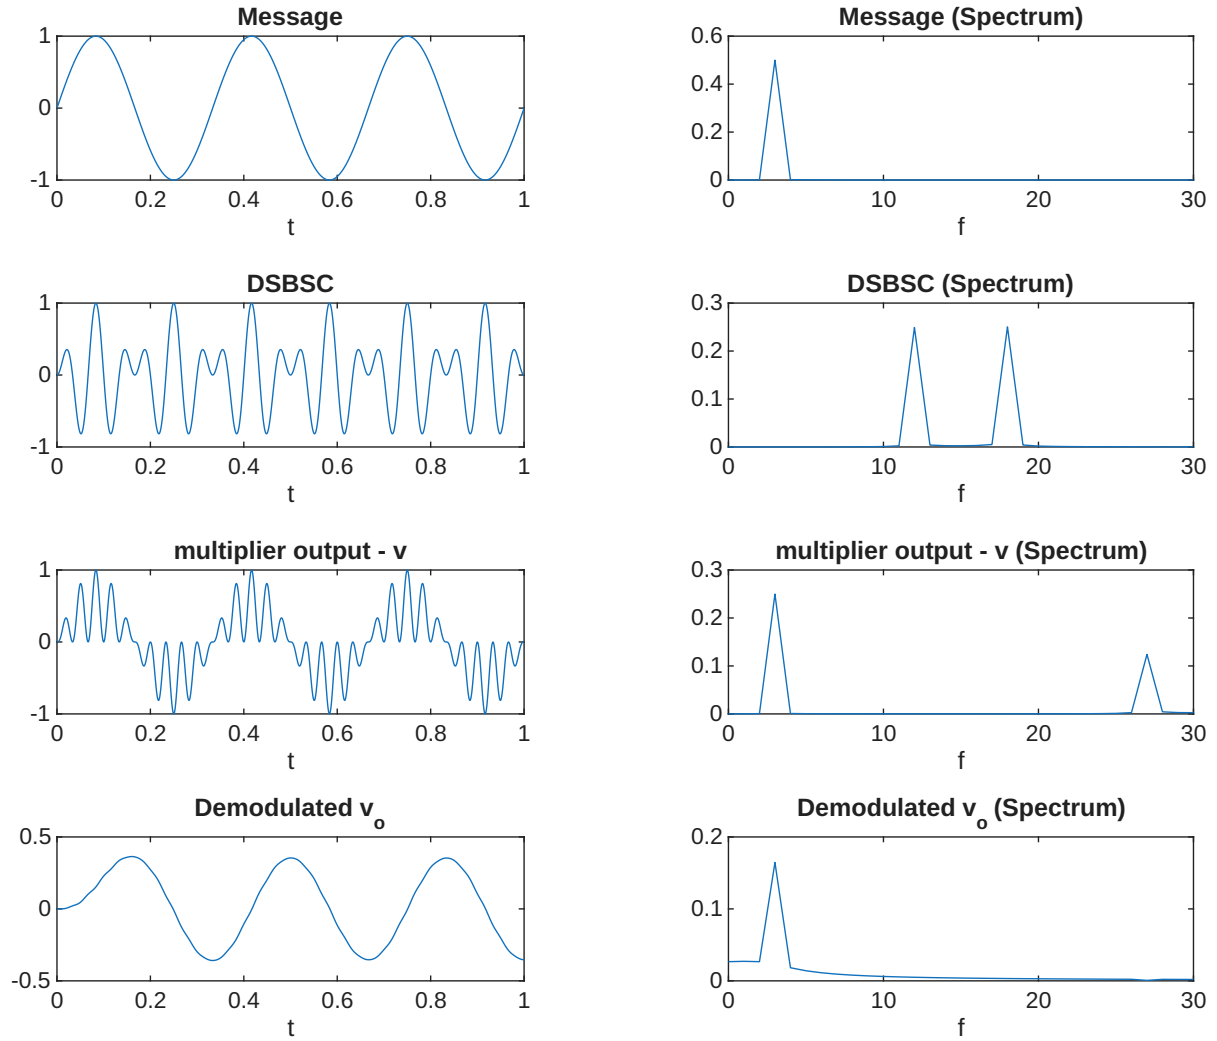 Message
1
0
-1
0 0.2 0.4 0.6 0.8 1
t
Message (Spectrum)
0.6
0.4
0.2
0
0 10 20 30
f
DSBSC
1
0
-1
0 0.2 0.4 0.6 0.8 1
t
DSBSC (Spectrum)
0.3
0.2
0.1
0
0 10 20 30
f
multiplier output - v
1
0
-1
0 0.2 0.4 0.6 0.8 1
t
multiplier output - v (Spectrum)
0.3
0.2
0.1
0
0 10 20 30
f
Demodulated vo
0.5
0
-0.5
0 0.2 0.4 0.6 0.8 1
t
Demodulated vo (Spectrum)
0.2
0.1
0
0 10 20 30
f